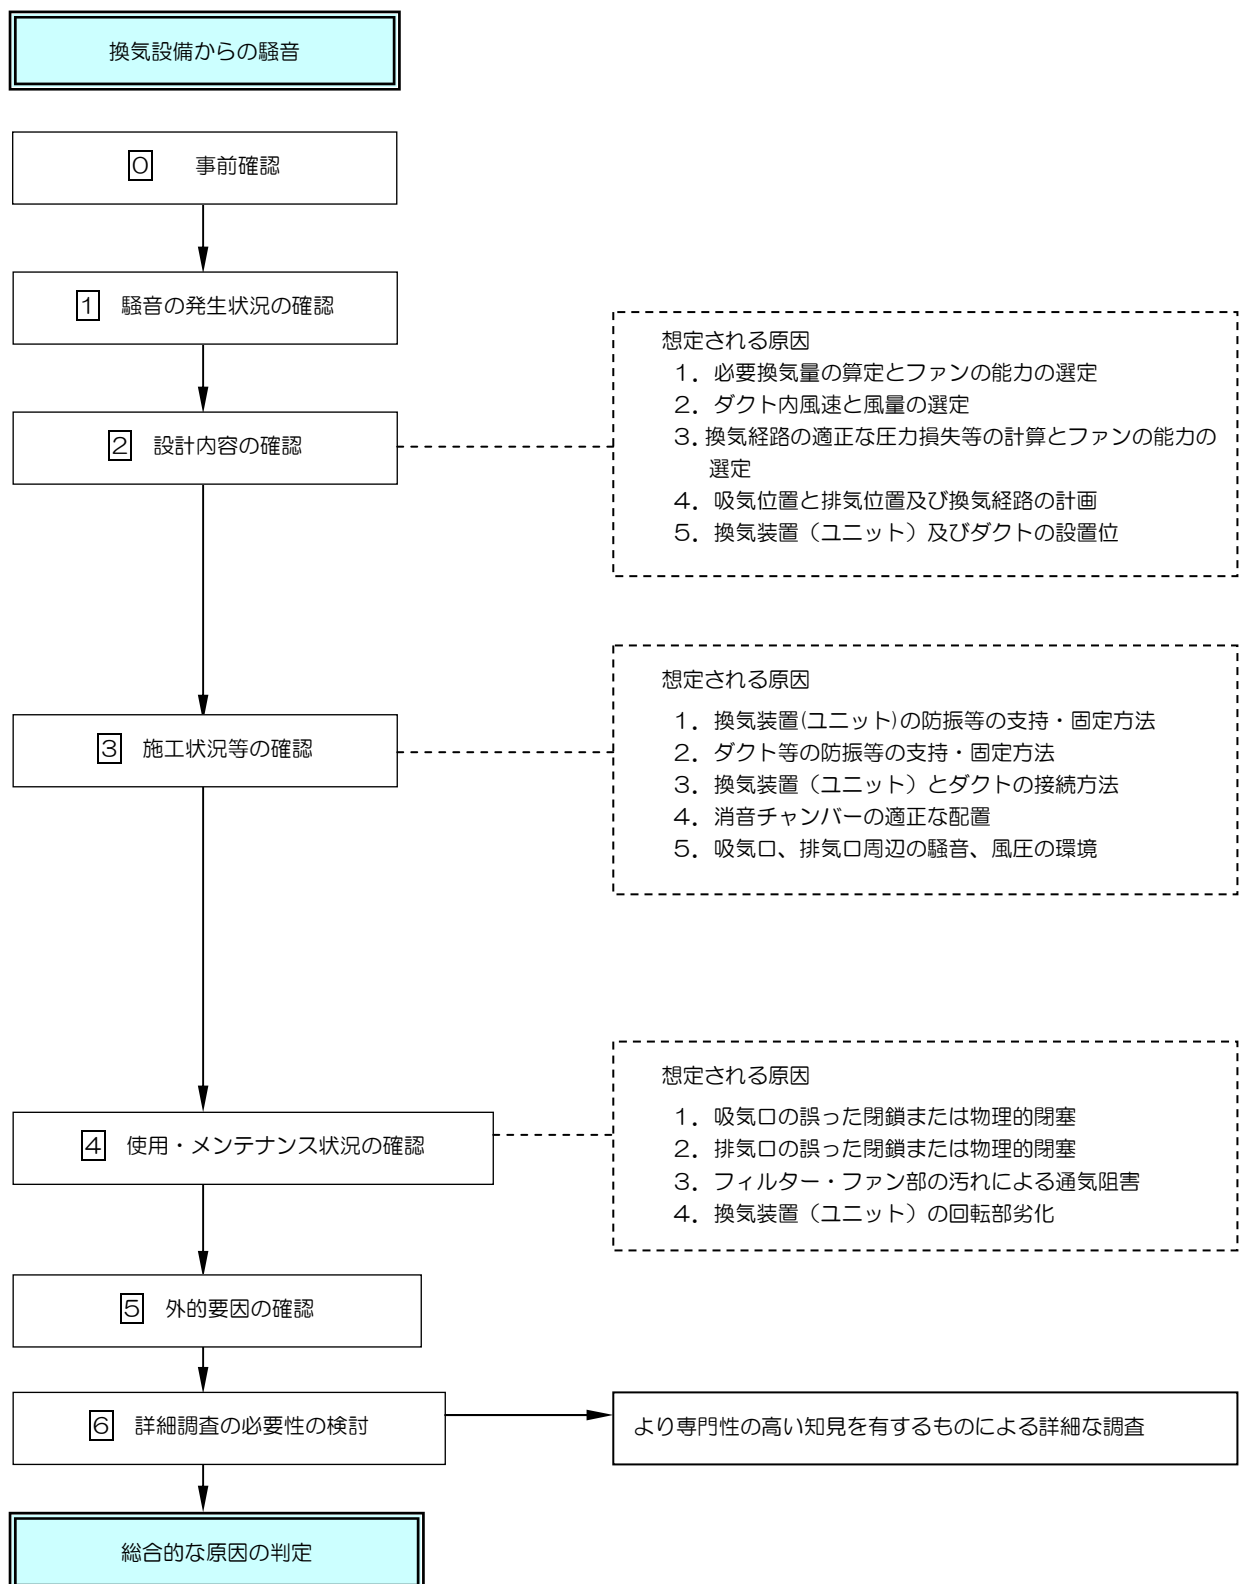 換気設備からの騒音
0 事前確認
1 騒音の発生状況の確認
2 設計内容の確認
想定される原因
1．必要換気量の算定とファンの能力の選定
2．ダクト内風速と風量の選定
3．換気経路の適正な圧力損失等の計算とファンの能力の
選定
4．吸気位置と排気位置及び換気経路の計画
5．換気装置（ユニット）及びダクトの設置位
3 施工状況等の確認
想定される原因
1．換気装置(ユニット)の防振等の支持・固定方法
2．ダクト等の防振等の支持・固定方法
3．換気装置（ユニット）とダクトの接続方法
4．消音チャンバーの適正な配置
5．吸気口、排気口周辺の騒音、風圧の環境
4 使用・メンテナンス状況の確認
想定される原因
1．吸気口の誤った閉鎖または物理的閉塞
2．排気口の誤った閉鎖または物理的閉塞
3．フィルター・ファン部の汚れによる通気阻害
4．換気装置（ユニット）の回転部劣化
5 外的要因の確認
6 詳細調査の必要性の検討
より専門性の高い知見を有するものによる詳細な調査
総合的な原因の判定